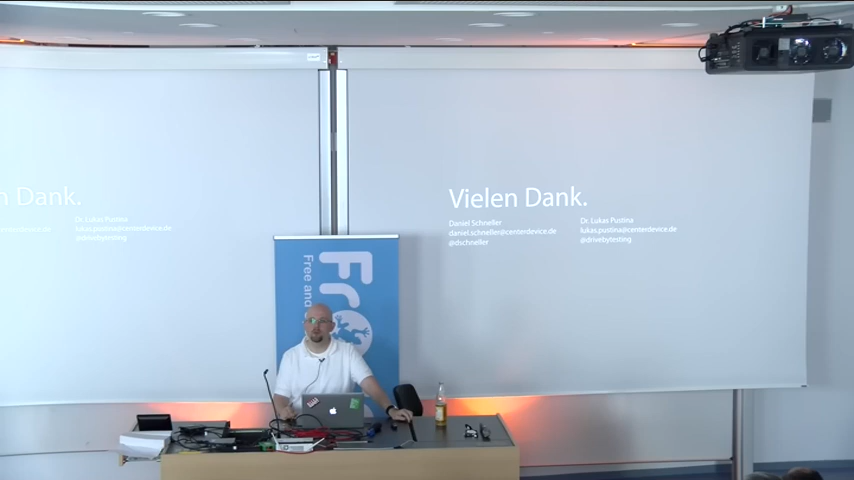 n Dank.
Dr. Lukas Pustina
lukas.pustina@centerdevice.de
@drivebytesting
Vielen Dank.
Daniel Schneller
daniel.schneller@centerdevice.de
@dschneller
Dr. Lukas Pustina
lukas.pustina@centerdevice.de
@drivebytesting
Fr
Free and